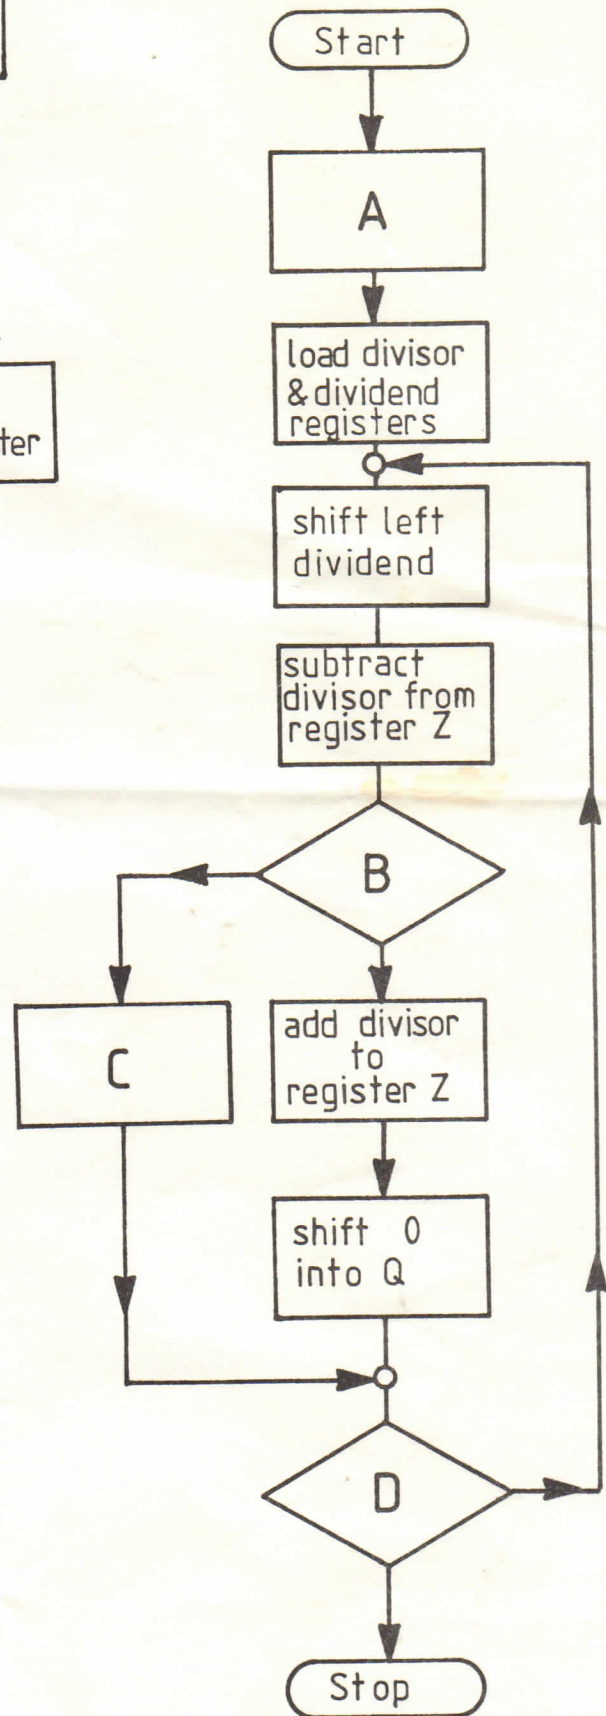 Start
A
load divisor
& dividend
registers
ter
shift left
dividend
subtract
divisor from
register Z
B
C
add divisor
to
register Z
shift 0
into Q
D
Stop